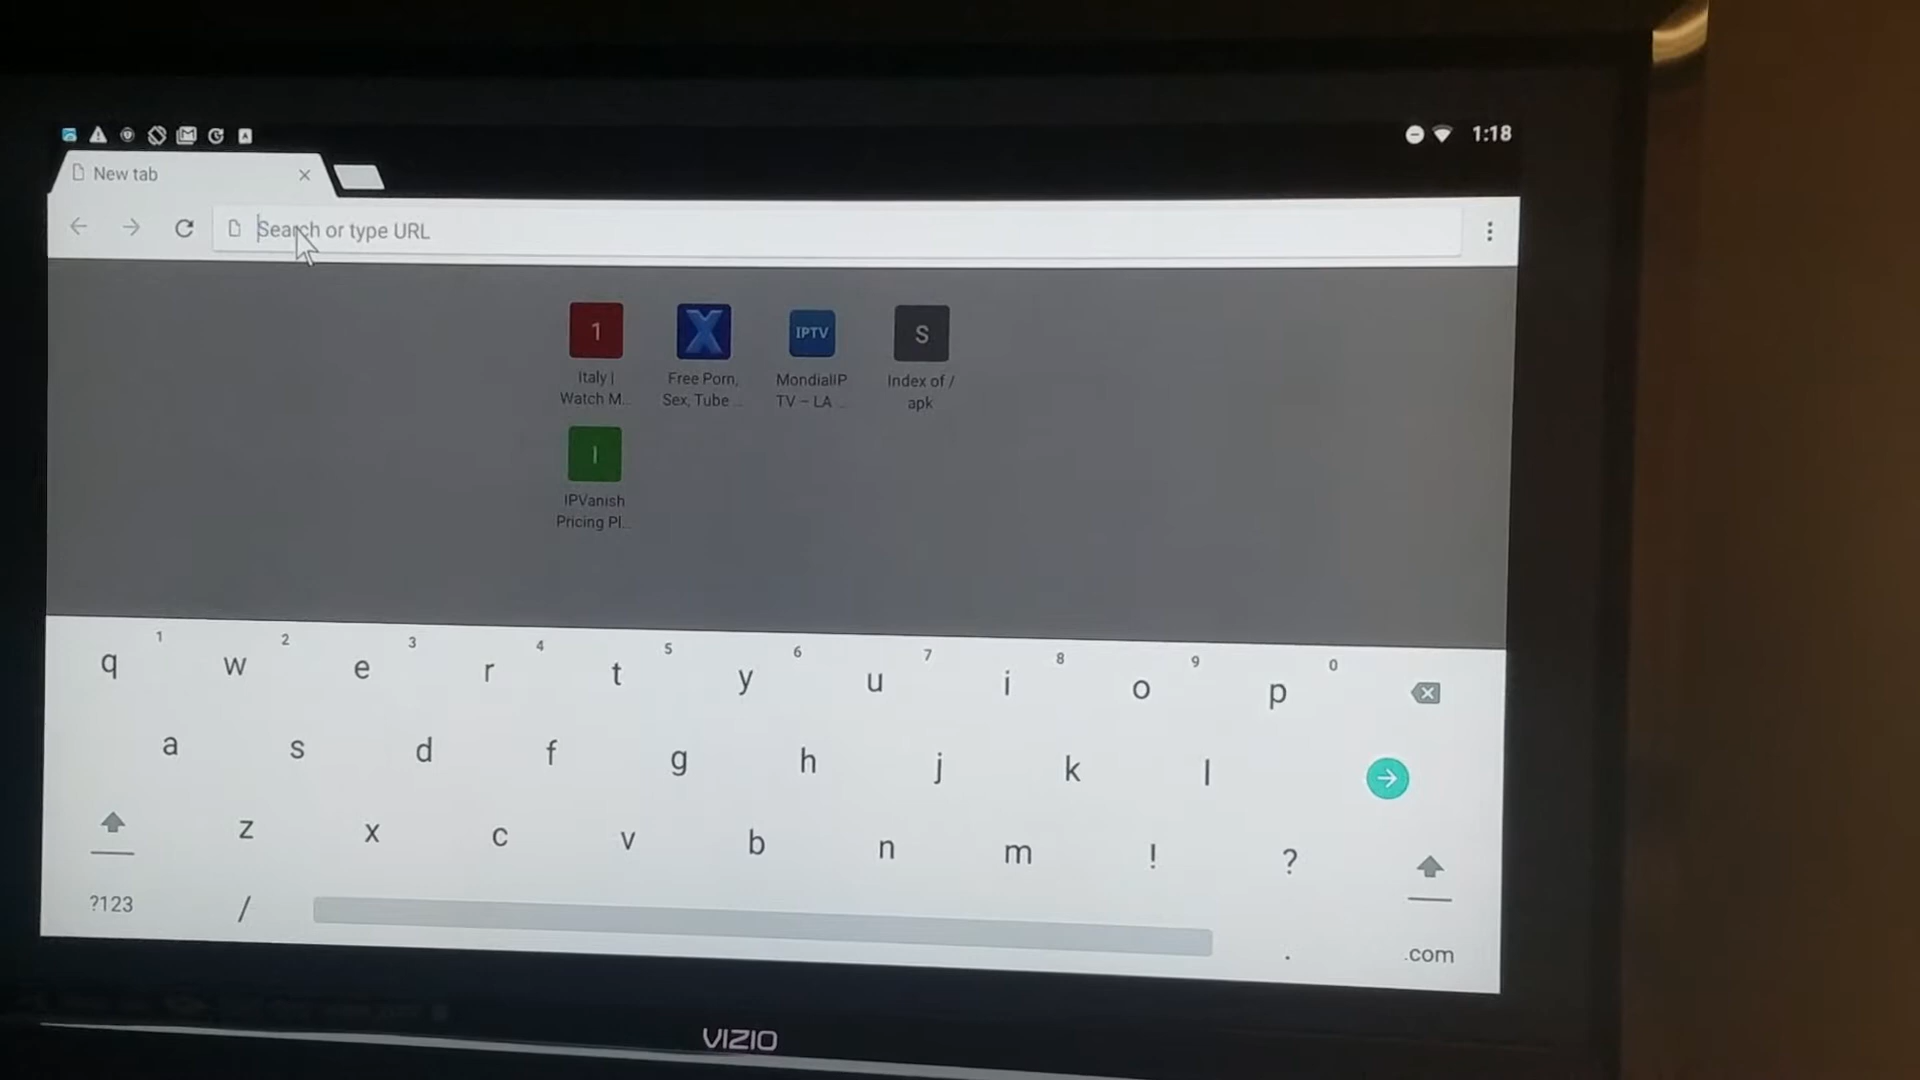 1:18
New tab
Search or type URL
1
X
IPTV
S
Italy |
Watch M...
Free Porn,
Sex, Tube ...
MondialIP
TV – LA ...
Index of /
apk
I
IPVanish
Pricing Pl...
1 2 3 4 5 6 7 8 9 0
q w e r t y u i o p
a s d f g h j k l
z x c v b n m ! ?
?123 / . .com
VIZIO